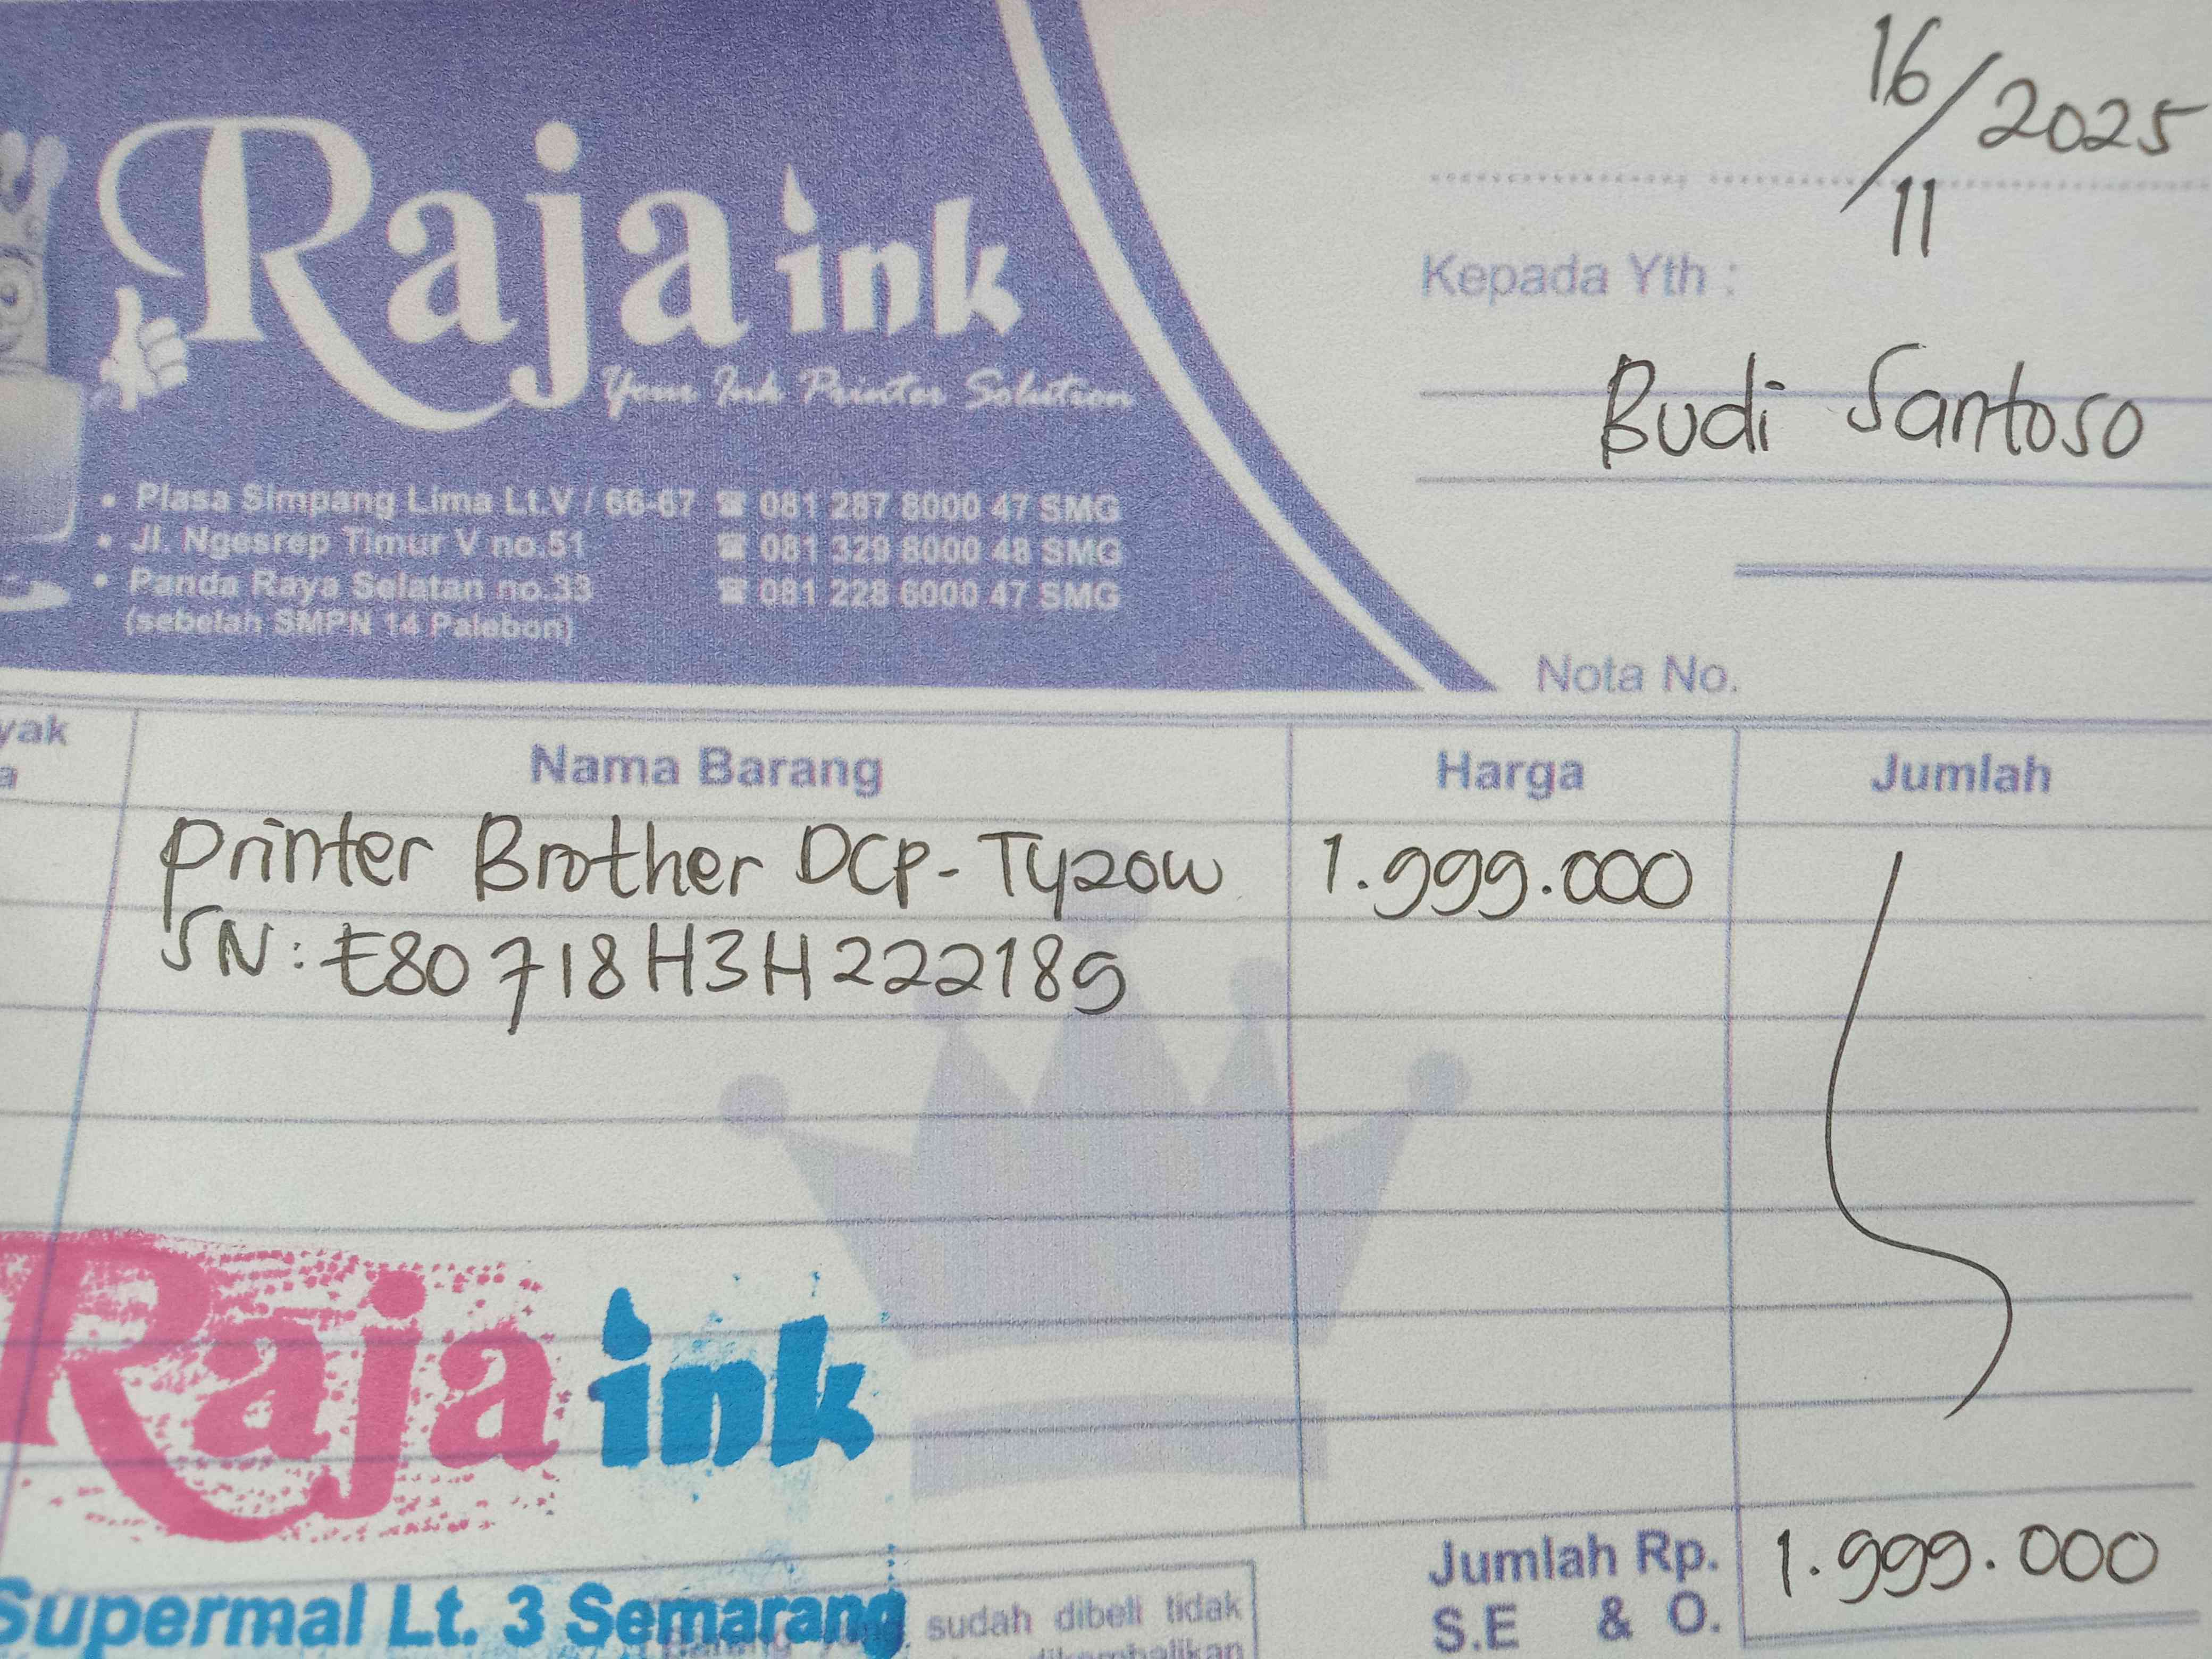 Raja ink
Your Ink Printer Solution
• Plasa Simpang Lima Lt.V / 66-67 ☎ 081 287 8000 47 SMG
• Jl. Ngesrep Timur V no.51 ☎ 081 329 8000 48 SMG
• Panda Raya Selatan no.33 ☎ 081 228 6000 47 SMG
(sebelah SMPN 14 Palebon)
16/11/2025
Kepada Yth :
Budi Santoso
Nota No.
yak
a
Nama Barang Harga Jumlah
Printer Brother DCP-T420W 1.999.000
SN: E80718H3H222189
Raja ink
Supermal Lt. 3 Semarang
Barang yang sudah dibeli tidak
dikembalikan
Jumlah Rp. 1.999.000
S.E & O.